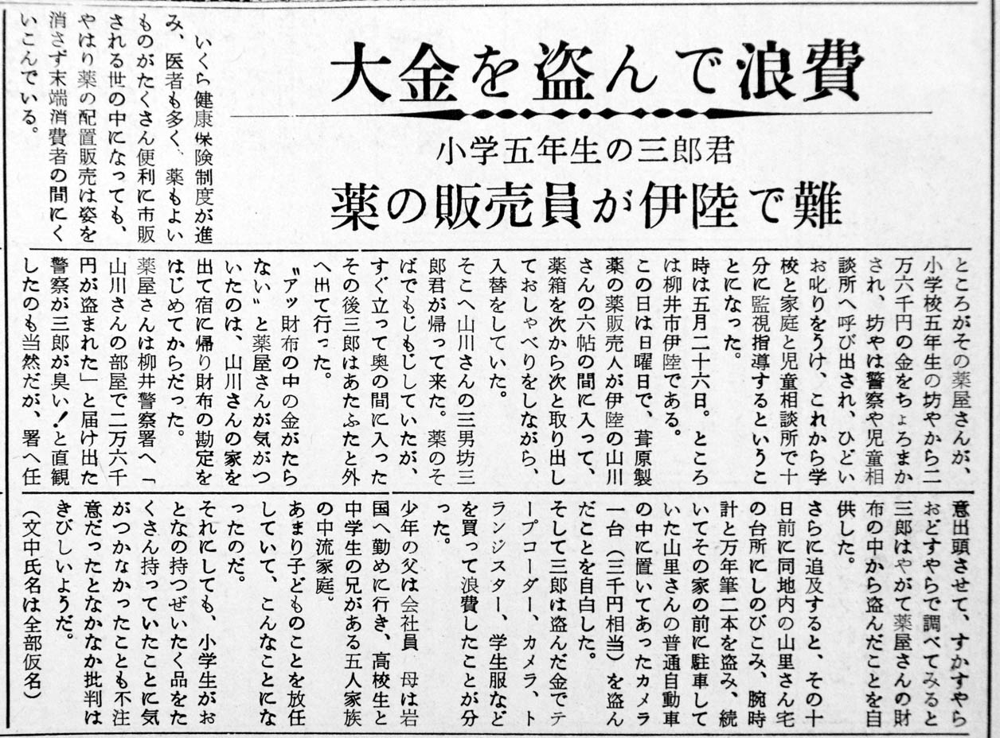 大金を盗んで浪費
小学五年生の三郎君
薬の販売員が伊陸で難
いくら健康保険制度が進
み、医者も多く、薬もよい
ものがたくさん便利に市販
される世の中になっても、
やはり薬の配置販売は姿を
消さず末端消費者の間にく
いこんでいる。
ところがその薬屋さんが、
小学校五年生の坊やから二
万六千円の金をちょろまか
され、坊やは警察や児童相
談所へ呼び出され、ひどい
お叱りをうけ、これから学
校と家庭と児童相談所で十
分に監視指導するというこ
とになった。
時は五月二十六日。ところ
は柳井市伊陸である。
この日は日曜日で、葺原製
薬の薬販売人が伊陸の山川
さんの六帖の間に入って、
薬箱を次から次と取り出し
ておしゃべりをしながら、
入替をしていた。
そこへ山川さんの三男坊三
郎君が帰って来た。薬のそ
ばでもじもじしていたが、
すぐ立って奥の間に入った
その後三郎はあたふたと外
へ出て行った。
〝アッ財布の中の金がたら
ない〟と薬屋さんが気がつ
いたのは、山川さんの家を
出て宿に帰り財布の勘定を
はじめてからだった。
薬屋さんは柳井警察署へ「
山川さんの部屋で二万六千
円が盗まれた」と届け出た
警察が三郎が臭い！と直観
したのも当然だが、署へ任
意出頭させて、すかすやら
おどすやらで調べてみると
三郎はやがて薬屋さんの財
布の中から盗んだことを自
供した。
さらに追及すると、その十
日前に同地内の山里さん宅
の台所にしのびこみ、腕時
計と万年筆二本を盗み、続
いてその家の前に駐車して
いた山里さんの普通自動車
の中に置いてあったカメラ
一台（三千円相当）を盗ん
だことを自白した。
そして三郎は盗んだ金でテ
ープコーダー、カメラ、ト
ランジスター、学生服など
を買って浪費したことが分
った。
少年の父は会社員　母は岩
国へ勤めに行き、高校生と
中学生の兄がある五人家族
の中流家庭。
あまり子どものことを放任
していて、こんなことにな
ったのだ。
それにしても、小学生がお
となの持つぜいたく品をた
くさん持っていたことに気
がつかなかったことも不注
意だったとなかなか批判は
きびしいようだ。
（文中氏名は全部仮名）